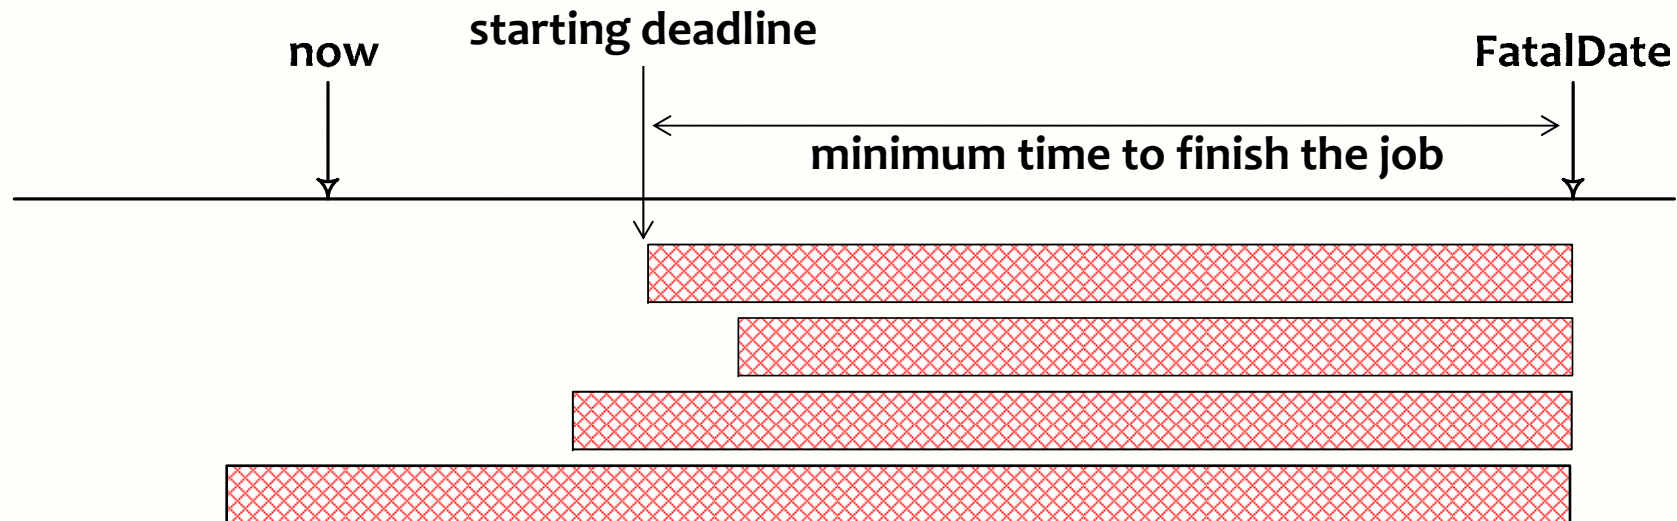 starting deadline
now
FatalDate
minimum time to finish the job